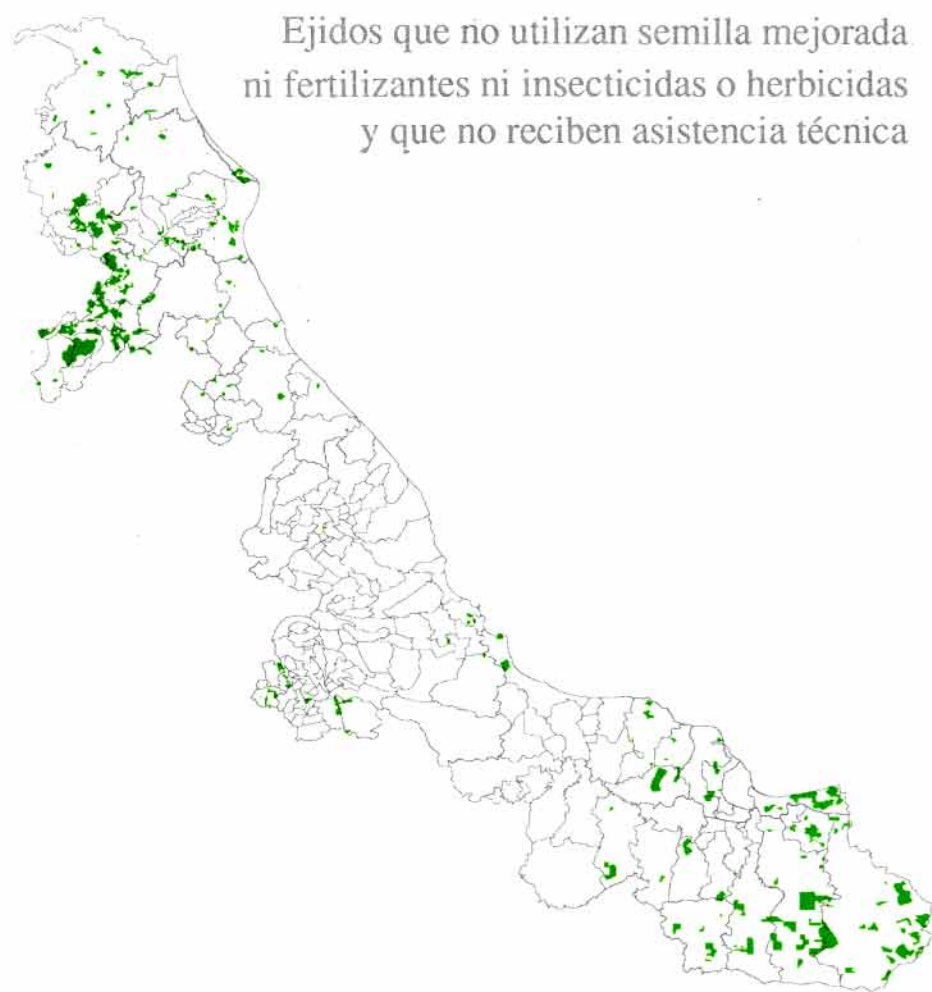 Ejidos que no utilizan semilla mejorada
ni fertilizantes ni insecticidas o herbicidas
y que no reciben asistencia técnica